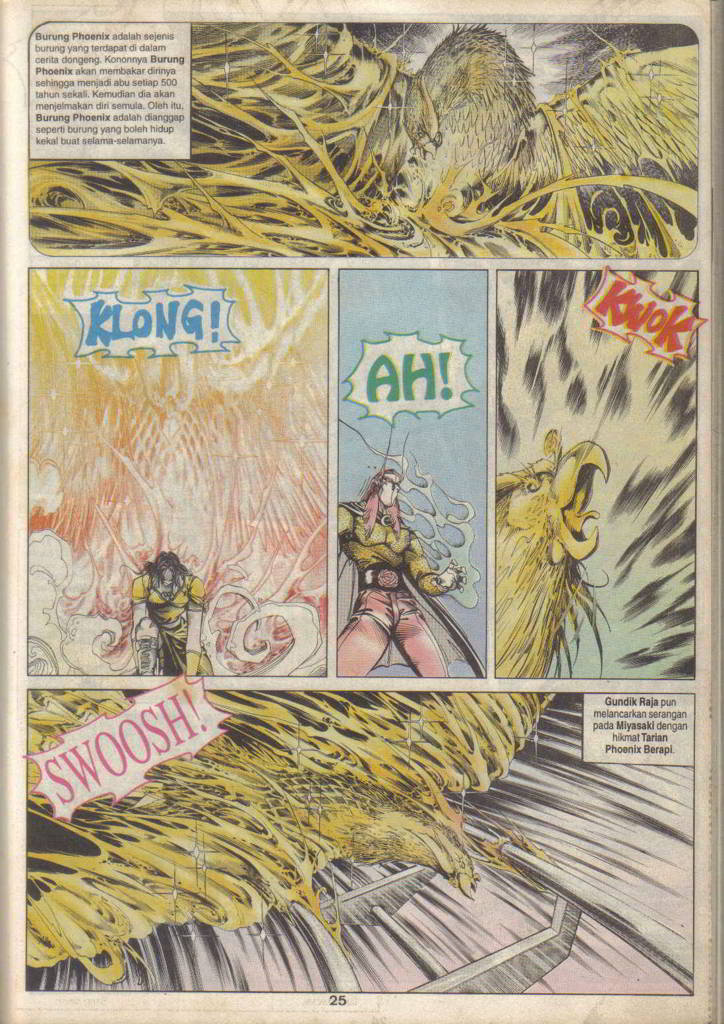 Burung Phoenix adalah sejenis
burung yang terdapat di dalam
cerita dongeng. Kononnya Burung
Phoenix akan membakar dirinya
sehingga menjadi abu setiap 500
tahun sekali. Kemudian dia akan
menjelmakan diri semula. Oleh itu,
Burung Phoenix adalah dianggap
seperti burung yang boleh hidup
kekal buat selama-selamanya.
KLONG!
AH!
KWOK
SWOOSH!
Gundik Raja pun
melancarkan serangan
pada Miyasaki dengan
hikmat Tarian
Phoenix Berapi.
25